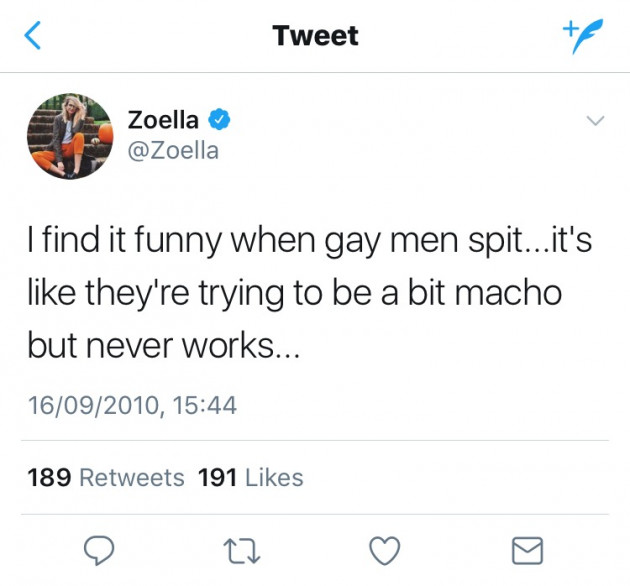 Tweet
Zoella
@Zoella
I find it funny when gay men spit...it's
like they're trying to be a bit macho
but never works...
16/09/2010, 15:44
189 Retweets 191 Likes